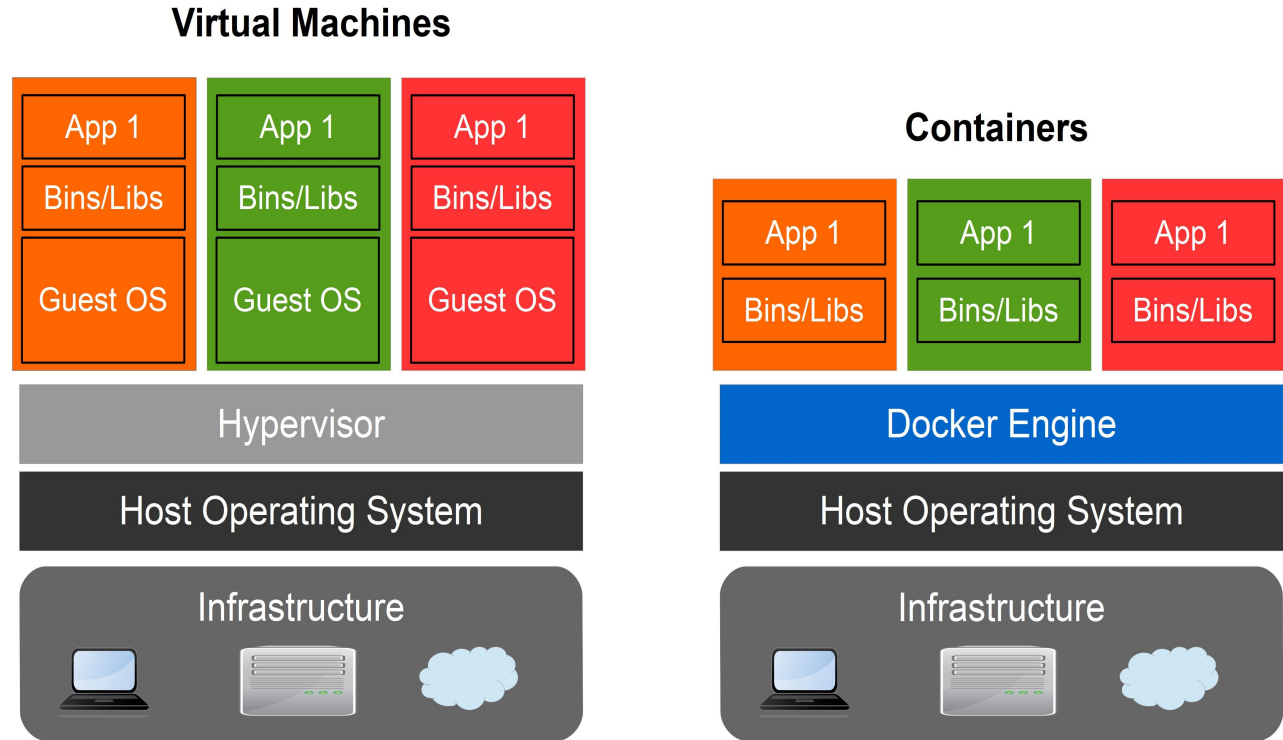 Virtual Machines
App 1
App 1
App 1
Bins/Libs
Bins/Libs
Bins/Libs
Guest OS
Guest OS
Guest OS
Hypervisor
Host Operating System
Infrastructure
Containers
App 1
App 1
App 1
Bins/Libs
Bins/Libs
Bins/Libs
Docker Engine
Host Operating System
Infrastructure